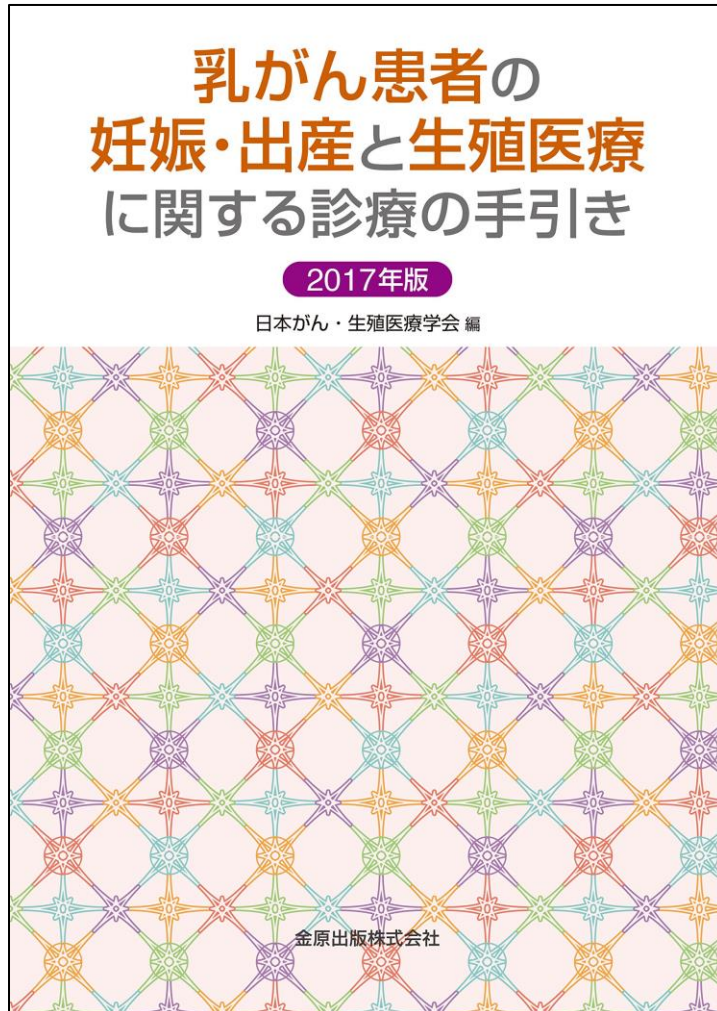 乳がん患者の
妊娠・出産と生殖医療
に関する診療の手引き
2017年版
日本がん・生殖医療学会 編
金原出版株式会社